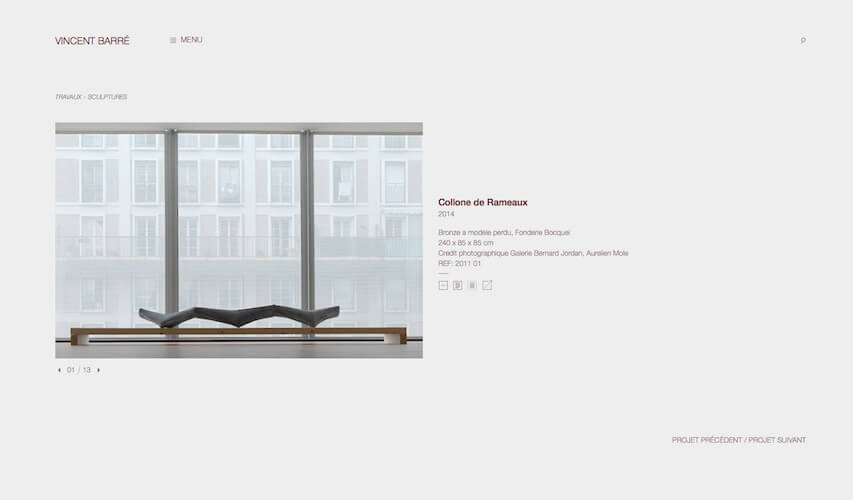 VINCENT BARRÉ
MENU
TRAVAUX > SCULPTURES
Collone de Rameaux
2014
Bronze a modèle perdu, Fonderie Bocquel
240 x 85 x 85 cm
Credit photographique Galerie Bernard Jordan, Aurelien Mole
REF: 2011 01
01 / 13
PROJET PRÉCÉDENT / PROJET SUIVANT